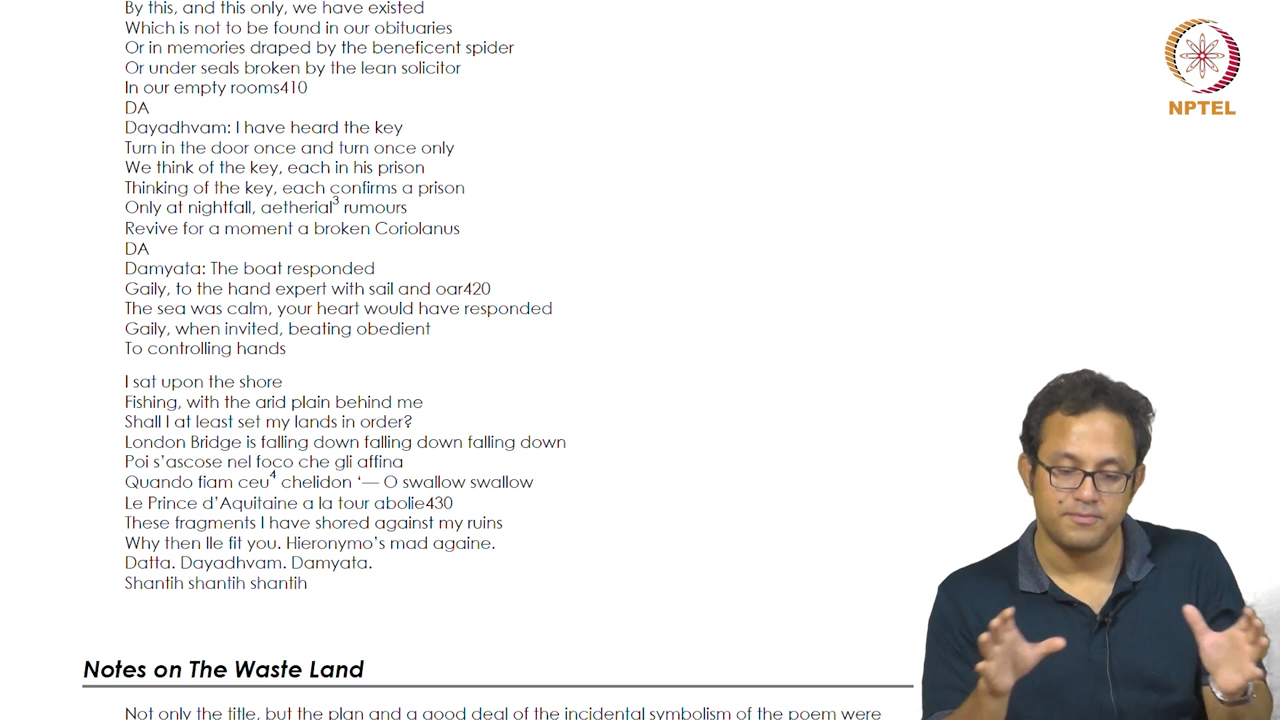 By this, and this only, we have existed
Which is not to be found in our obituaries
Or in memories draped by the beneficent spider
Or under seals broken by the lean solicitor
In our empty rooms410
DA
Dayadhvam: I have heard the key
Turn in the door once and turn once only
We think of the key, each in his prison
Thinking of the key, each confirms a prison
Only at nightfall, aetherial3 rumours
Revive for a moment a broken Coriolanus
DA
Damyata: The boat responded
Gaily, to the hand expert with sail and oar420
The sea was calm, your heart would have responded
Gaily, when invited, beating obedient
To controlling hands
I sat upon the shore
Fishing, with the arid plain behind me
Shall I at least set my lands in order?
London Bridge is falling down falling down falling down
Poi s’ascose nel foco che gli affina
Quando fiam ceu4 chelidon ‘— O swallow swallow
Le Prince d’Aquitaine a la tour abolie430
These fragments I have shored against my ruins
Why then Ile fit you. Hieronymo’s mad againe.
Datta. Dayadhvam. Damyata.
Shantih shantih shantih
Notes on The Waste Land
Not only the title, but the plan and a good deal of the incidental symbolism of the poem were
NPTEL